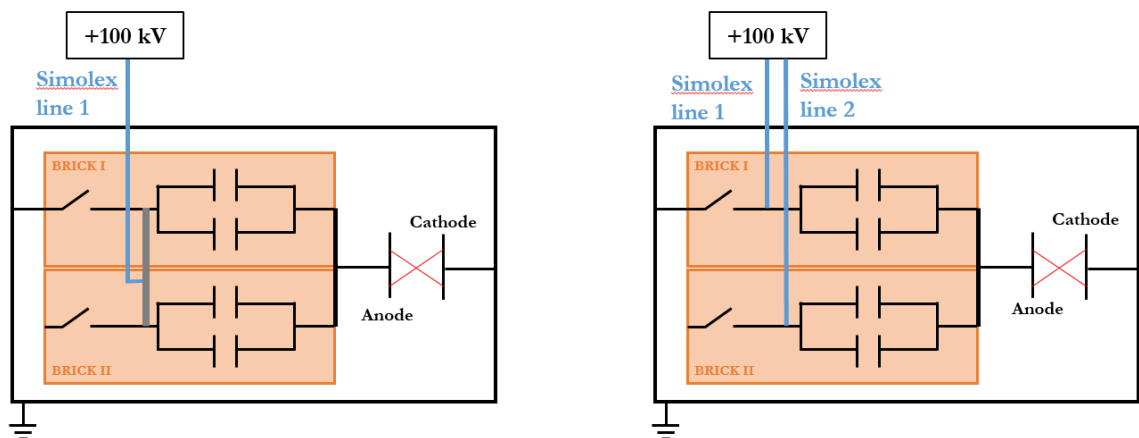 +100 kV
Simolex
line 1
BRICK I
Cathode
Anode
BRICK II
+100 kV
Simolex
line 1
Simolex
line 2
BRICK I
Cathode
Anode
BRICK II